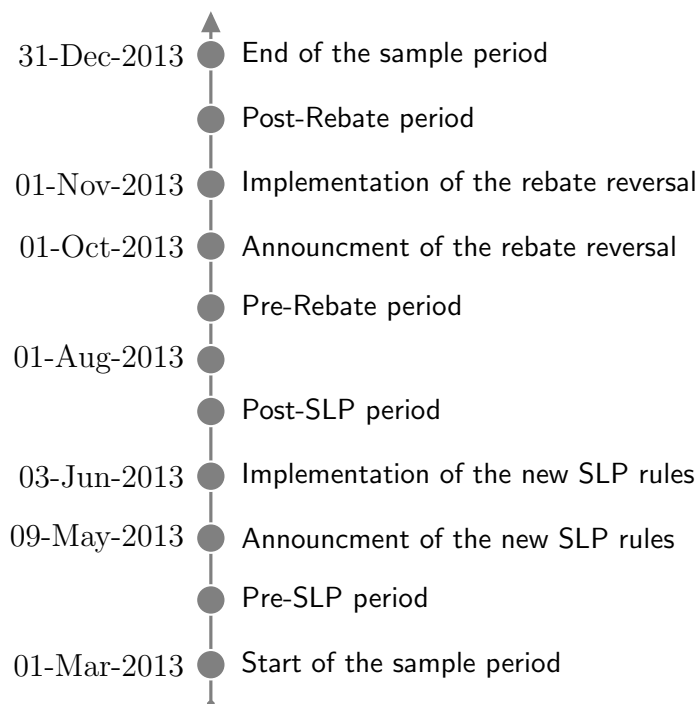 31-Dec-2013 End of the sample period
Post-Rebate period
01-Nov-2013 Implementation of the rebate reversal
01-Oct-2013 Announcment of the rebate reversal
Pre-Rebate period
01-Aug-2013
Post-SLP period
03-Jun-2013 Implementation of the new SLP rules
09-May-2013 Announcment of the new SLP rules
Pre-SLP period
01-Mar-2013 Start of the sample period